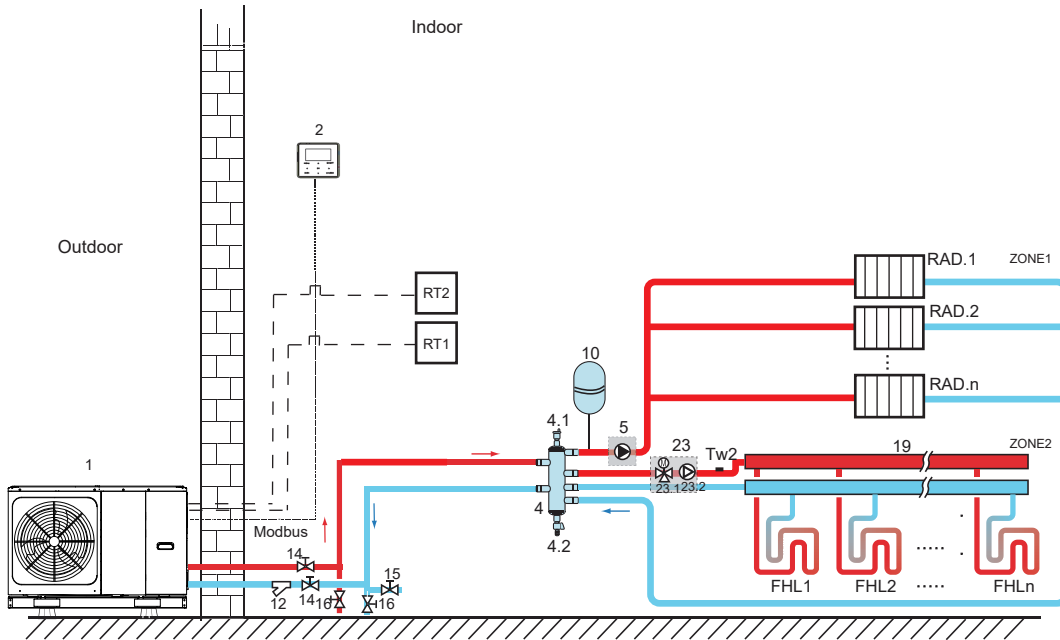 Indoor
2
Outdoor
RAD.1
ZONE1
RT2
RAD.2
RT1
10
RAD.n
4.1
5
23
Tw2
19
ZONE2
M
1
23.1
23.2
4
Modbus
4.2
14
15
12
14
16
16
FHL1
FHL2
FHLn